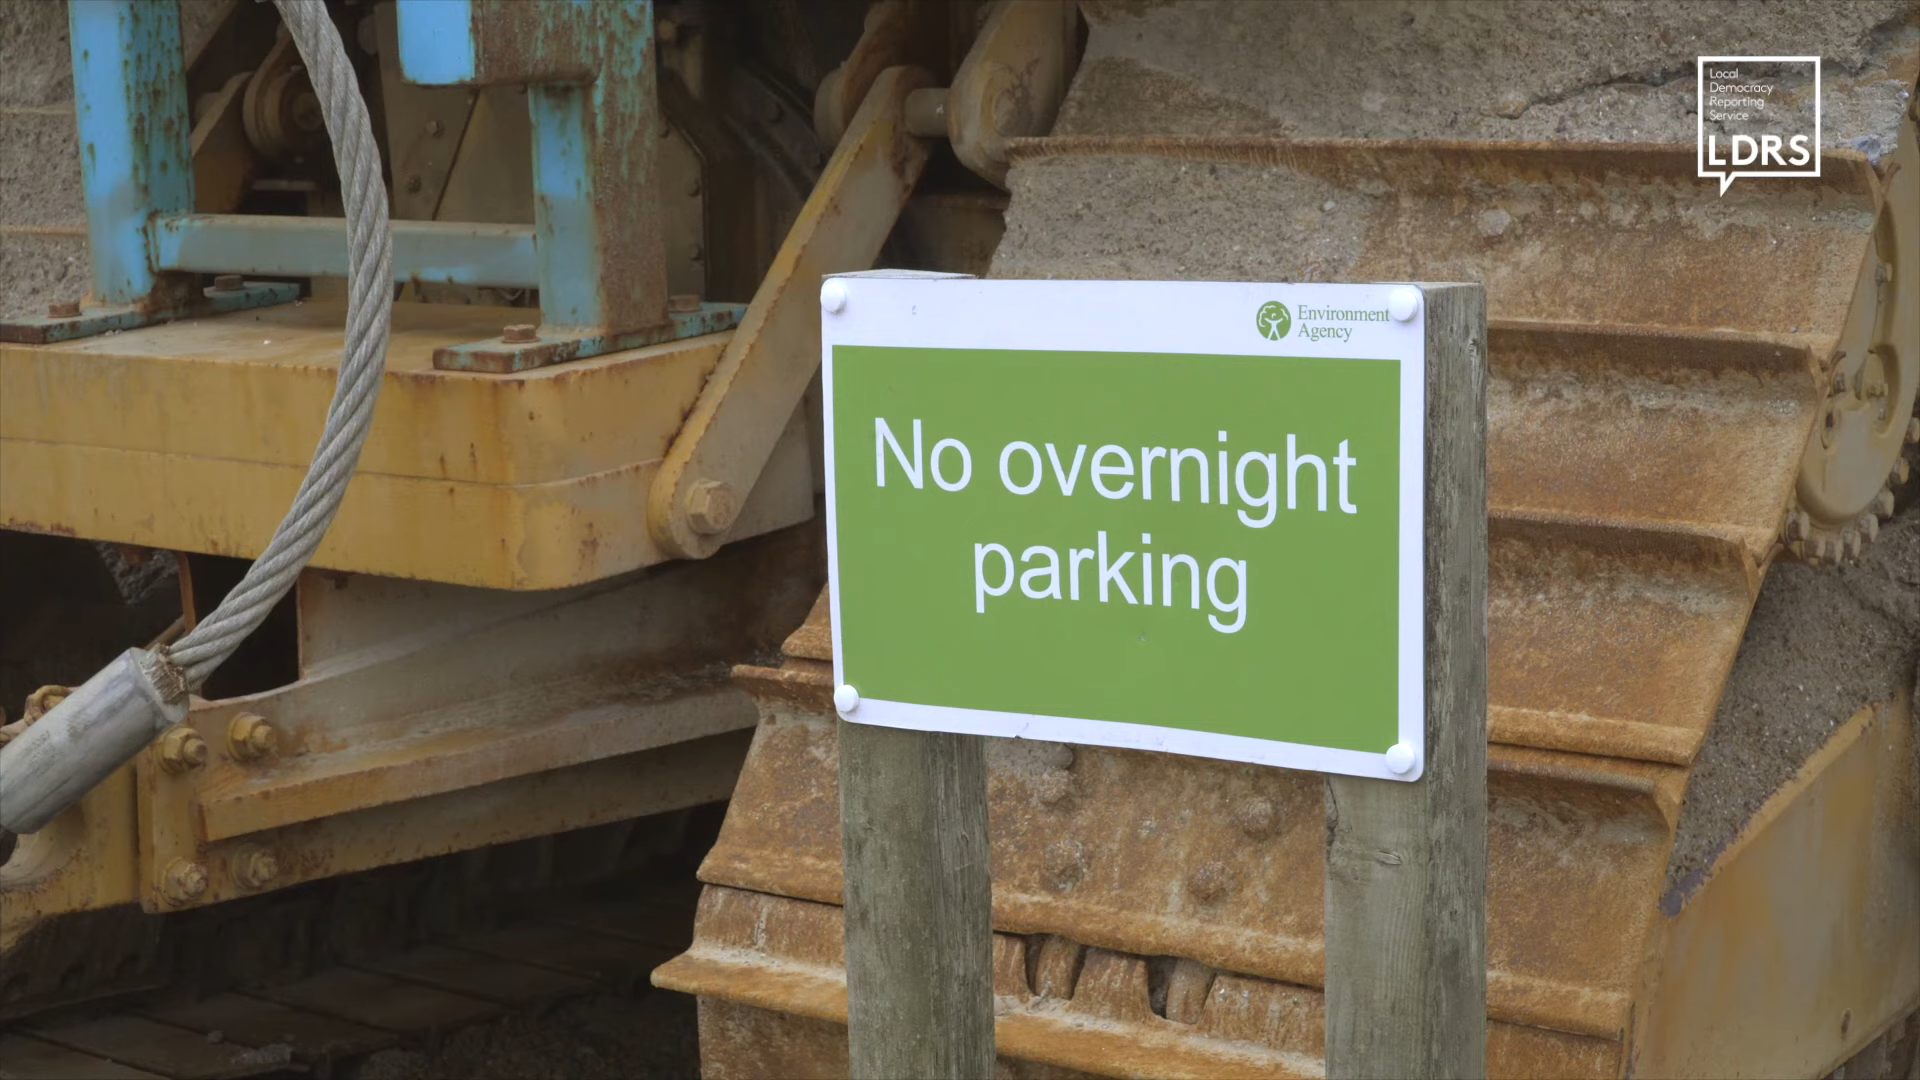 Local
Democracy
Reporting
Service
LDRS
Environment
Agency
No overnight
parking